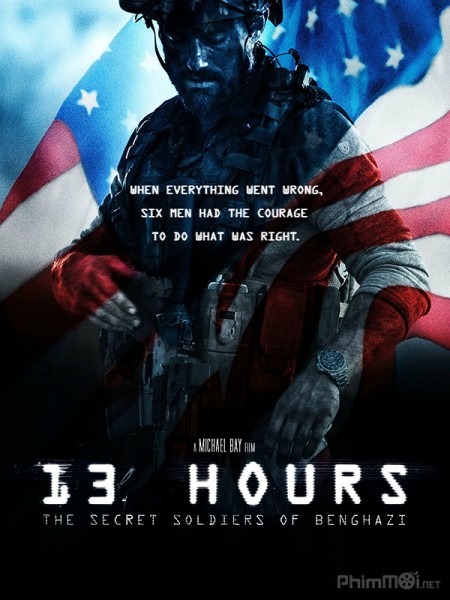 WHEN EVERYTHING WENT WRONG,
SIX MEN HAD THE COURAGE
TO DO WHAT WAS RIGHT.
A MICHAEL BAY FILM
13 HOURS
THE SECRET SOLDIERS OF BENGHAZI
PHIMMOI.NET